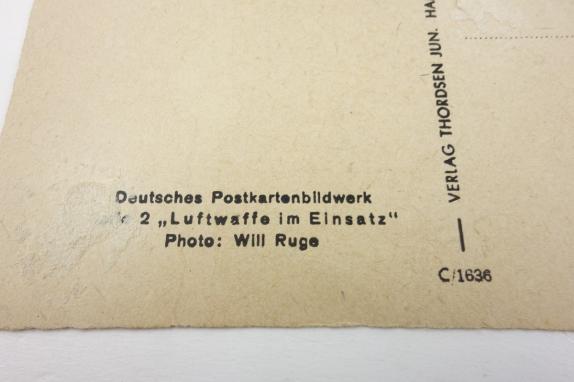 Deutsches Postkartenbildwerk
2 „Luftwaffe im Einsatz“
Photo: Will Ruge
VERLAG THORDSEN JUN.
C/1636